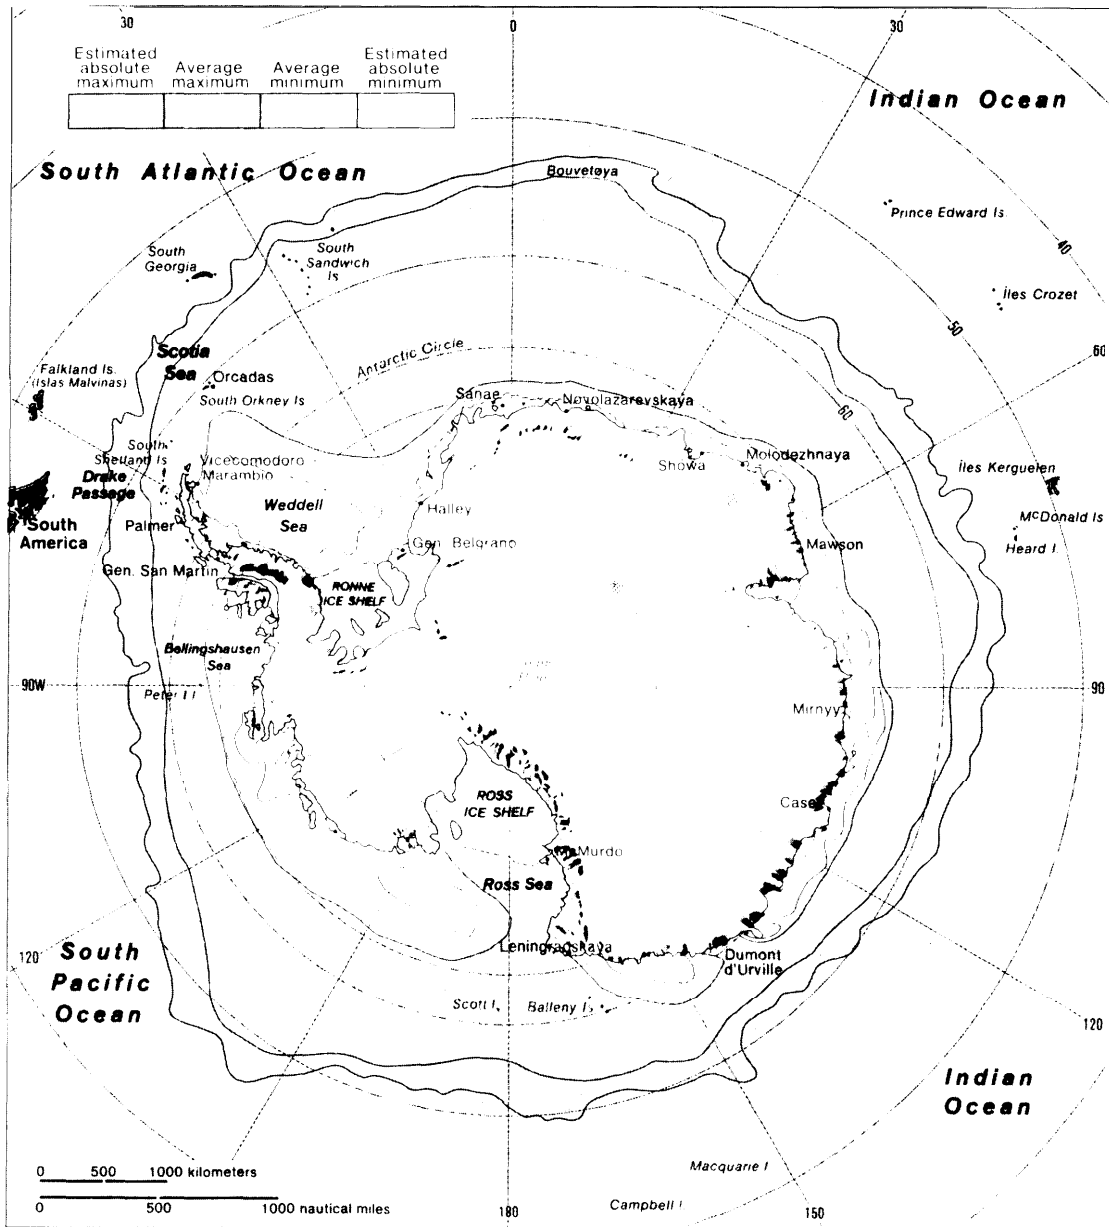 30
0
30
Estimated
absolute
maximum
Average
maximum
Average
minimum
Estimated
absolute
minimum
Indian Ocean
South Atlantic Ocean
Bouvetøya
Prince Edward Is.
40
South
Georgia
South
Sandwich
Is
Îles Crozet
50
60
Scotia
Sea
Antarctic Circle
Falkland Is.
(Islas Malvinas)
Orcadas
South Orkney Is
Sanae
Novolazarevskaya
60
South
Shetland Is
Vicecomodoro
Marambio
Showa
Molodezhnaya
Îles Kerguelen
Drake
Passage
Weddell
Sea
Halley
McDonald Is
Heard I.
South
America
Palmer
Gen. Belgrano
Mawson
Gen. San Martin
RONNE
ICE SHELF
Bellingshausen
Sea
90W
Peter I I
90
Mirnyy
ROSS
ICE SHELF
Casey
McMurdo
Ross Sea
South
Pacific
Ocean
120
Leningradskaya
Dumont
d'Urville
Scott I.
Balleny Is
120
Indian
Ocean
0 500 1000 kilometers
0 500 1000 nautical miles
Macquarie I
Campbell I
180
150